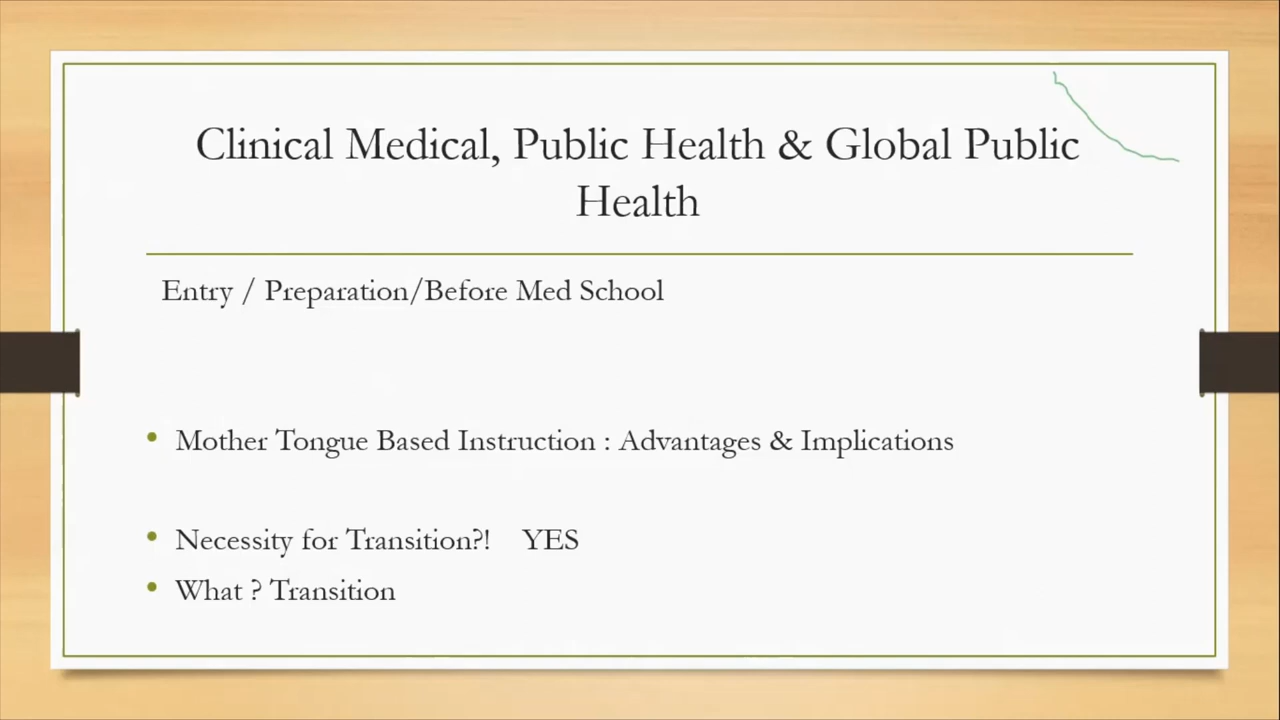 Clinical Medical, Public Health & Global Public
Health
Entry / Preparation/Before Med School
• Mother Tongue Based Instruction : Advantages & Implications
• Necessity for Transition?! YES
• What ? Transition